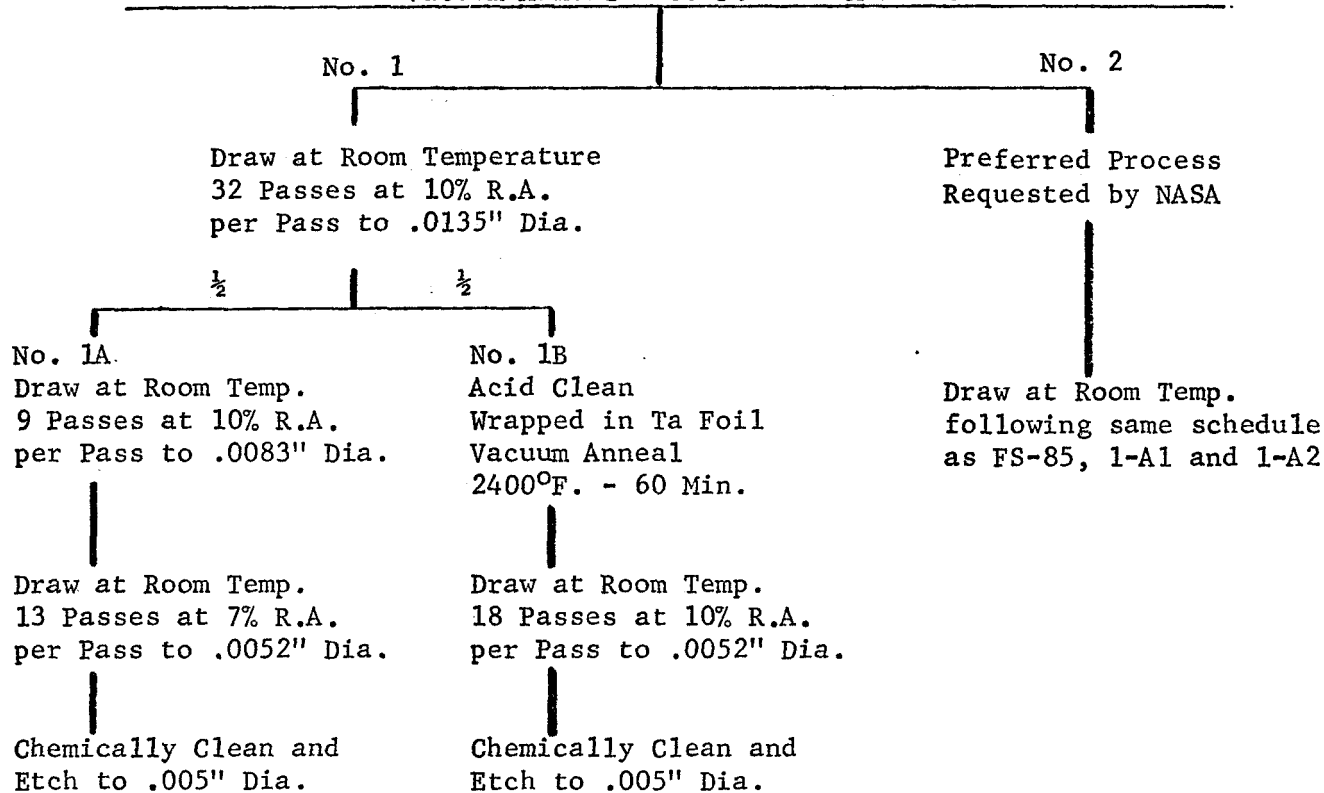 No. 1
No. 2
Draw at Room Temperature
32 Passes at 10% R.A.
per Pass to .0135" Dia.
Preferred Process
Requested by NASA
½ ½
No. 1A
Draw at Room Temp.
9 Passes at 10% R.A.
per Pass to .0083" Dia.
No. 1B
Acid Clean
Wrapped in Ta Foil
Vacuum Anneal
2400°F. - 60 Min.
Draw at Room Temp.
following same schedule
as FS-85, 1-A1 and 1-A2
Draw at Room Temp.
13 Passes at 7% R.A.
per Pass to .0052" Dia.
Draw at Room Temp.
18 Passes at 10% R.A.
per Pass to .0052" Dia.
Chemically Clean and
Etch to .005" Dia.
Chemically Clean and
Etch to .005" Dia.